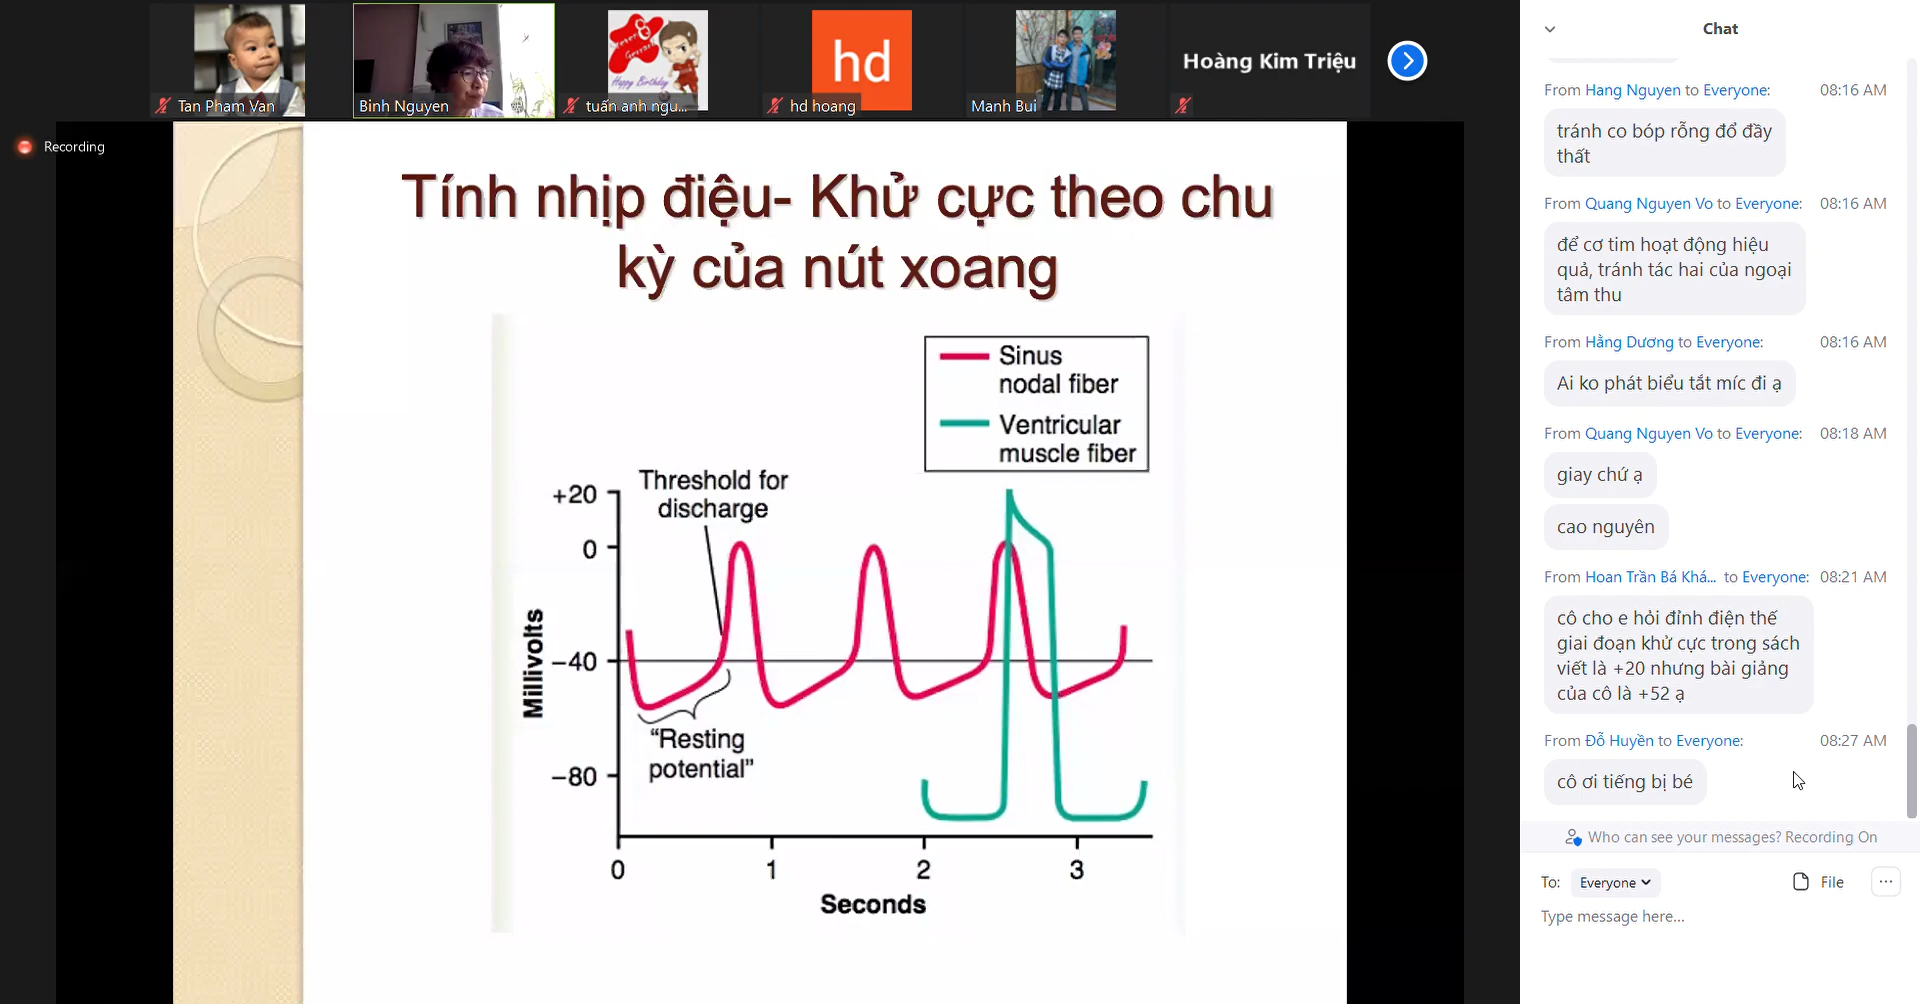 Tan Pham Van
Binh Nguyen
Happy Birthday
tuấn anh ngu...
hd
hd hoang
Manh Bui
Hoàng Kim Triệu
Recording
Tính nhịp điệu- Khử cực theo chu
kỳ của nút xoang
Sinus
nodal fiber
Ventricular
muscle fiber
Threshold for
discharge
+20
0
−40
−80
Millivolts
“Resting
potential”
0
1
2
3
Seconds
Chat
From Hang Nguyen to Everyone: 08:16 AM
tránh co bóp rỗng đổ đầy
thất
From Quang Nguyen Vo to Everyone: 08:16 AM
để cơ tim hoạt động hiệu
quả, tránh tác hai của ngoại
tâm thu
From Hằng Dương to Everyone: 08:16 AM
Ai ko phát biểu tắt míc đi ạ
From Quang Nguyen Vo to Everyone: 08:18 AM
giay chứ ạ
cao nguyên
From Hoan Trần Bá Khá... to Everyone: 08:21 AM
cô cho e hỏi đỉnh điện thế
giai đoạn khử cực trong sách
viết là +20 nhưng bài giảng
của cô là +52 ạ
From Đỗ Huyền to Everyone: 08:27 AM
cô ơi tiếng bị bé
Who can see your messages? Recording On
To: Everyone
File
...
Type message here...